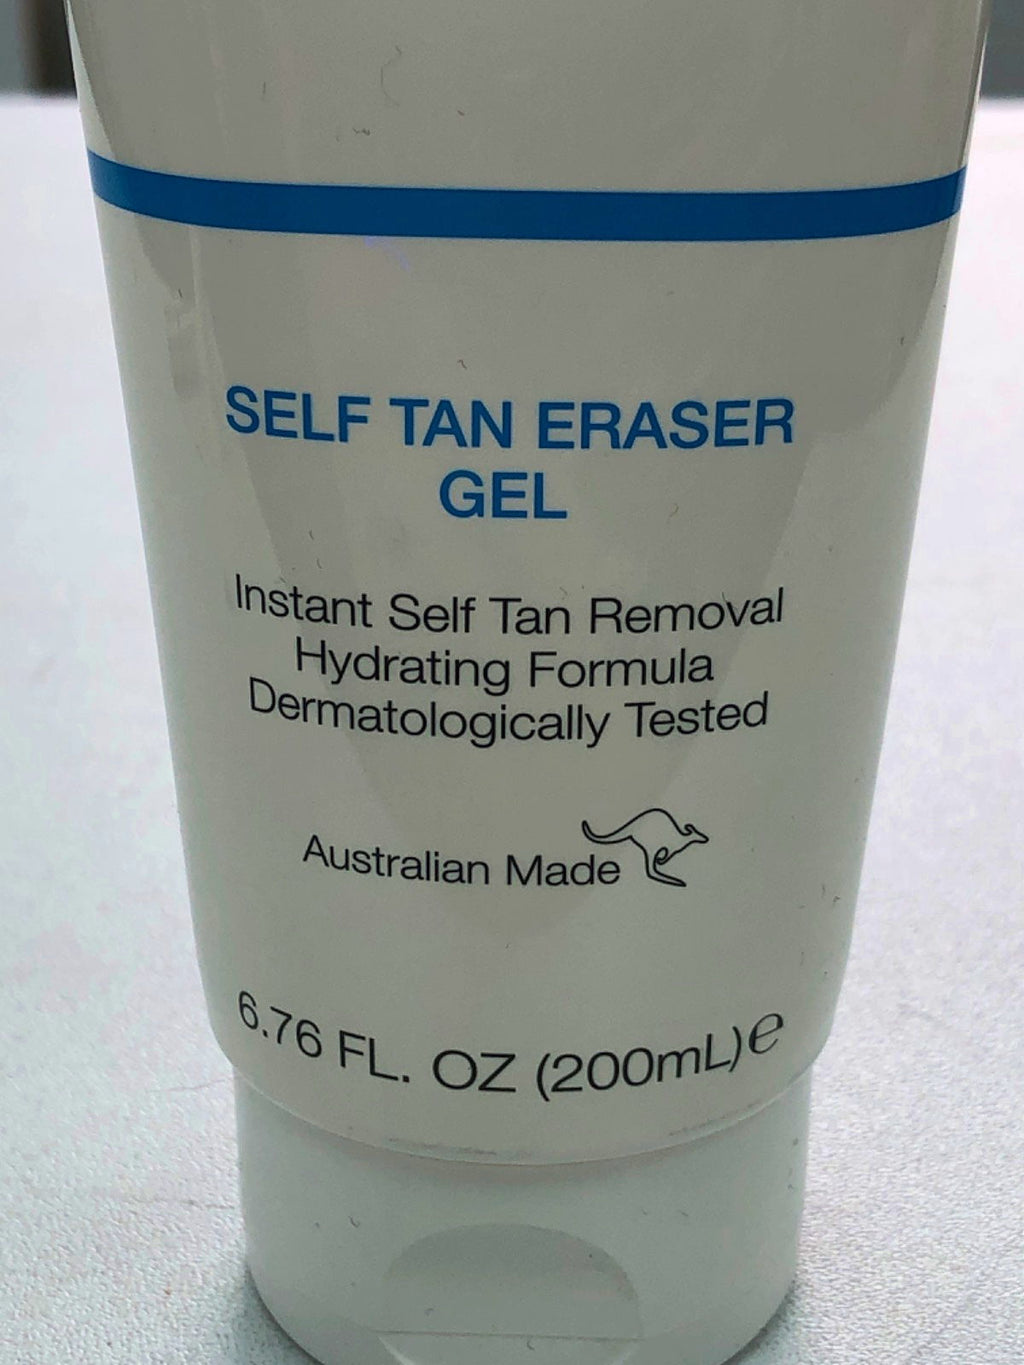 SELF TAN ERASER
GEL
Instant Self Tan Removal
Hydrating Formula
Dermatologically Tested
Australian Made
6.76 FL. OZ (200mL)℮